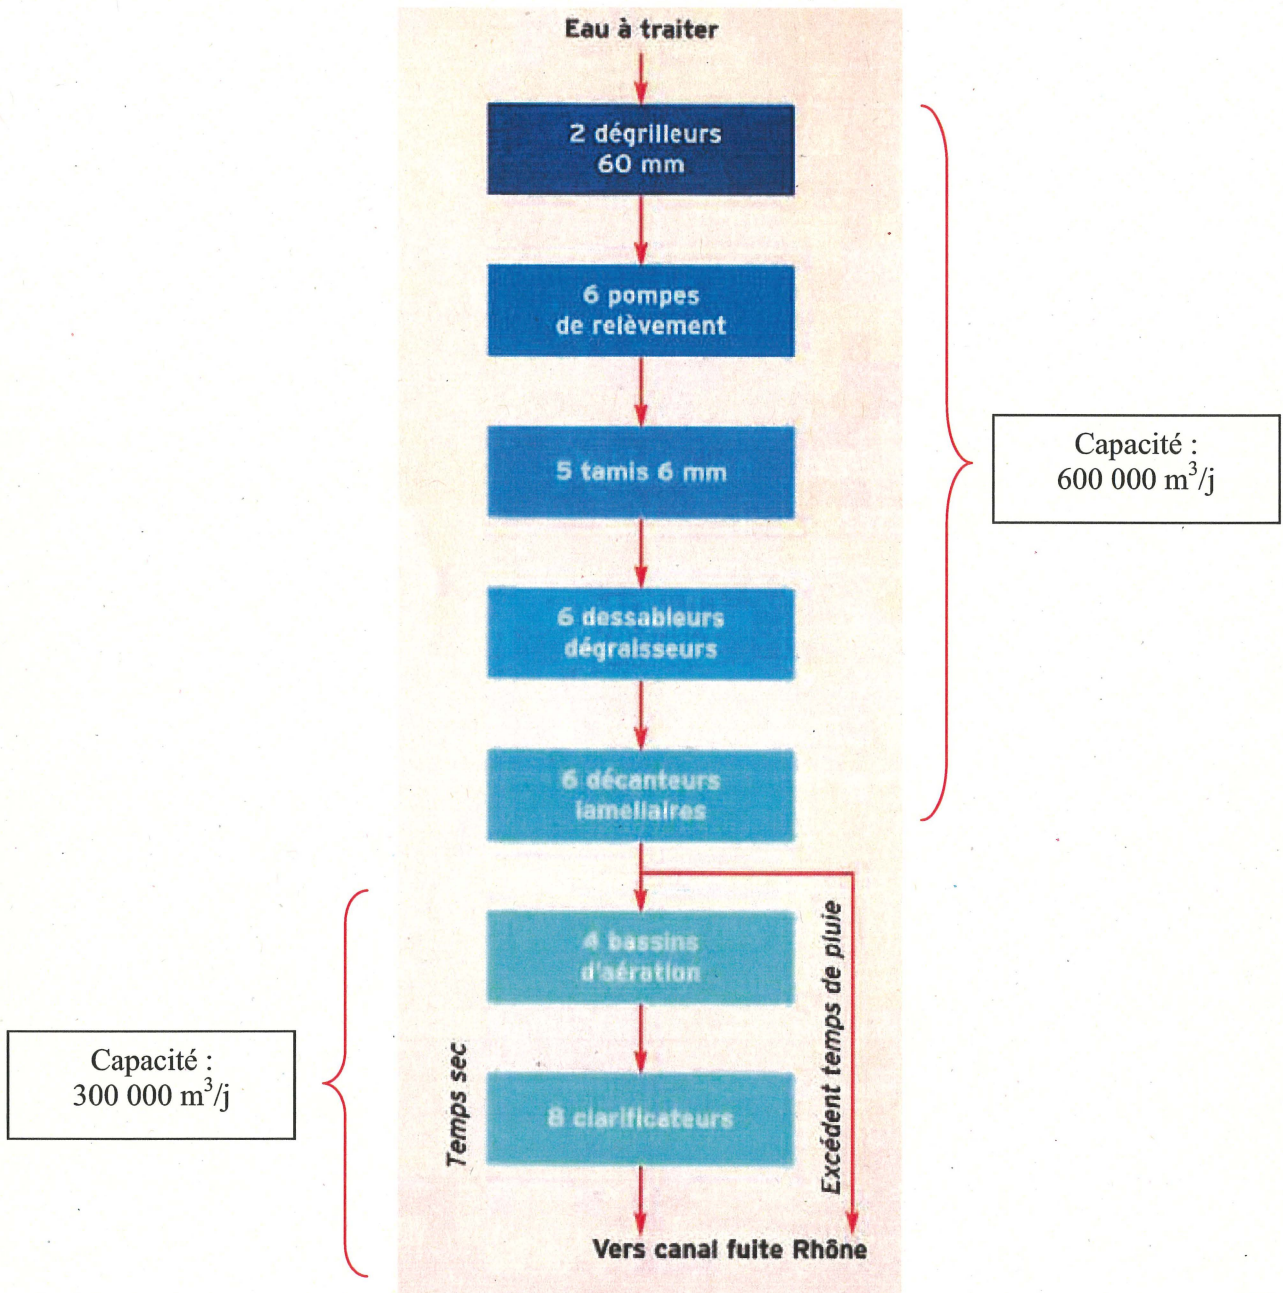 Eau à traiter
2 dégrilleurs
60 mm
6 pompes
de relèvement
5 tamis 6 mm
6 dessableurs
dégraisseurs
6 décanteurs
lamellaires
Capacité :
600 000 m³/j
4 bassins
d'aération
8 clarificateurs
Temps sec
Excédent temps de pluie
Capacité :
300 000 m³/j
Vers canal fuite Rhône